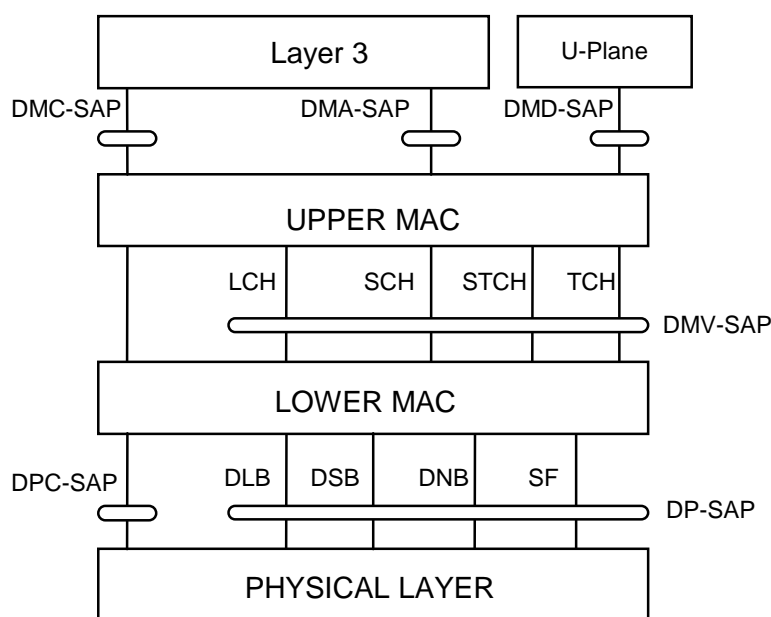 Layer 3 U-Plane
DMC-SAP DMA-SAP DMD-SAP
UPPER MAC
LCH SCH STCH TCH
DMV-SAP
LOWER MAC
DPC-SAP DLB DSB DNB SF
DP-SAP
PHYSICAL LAYER